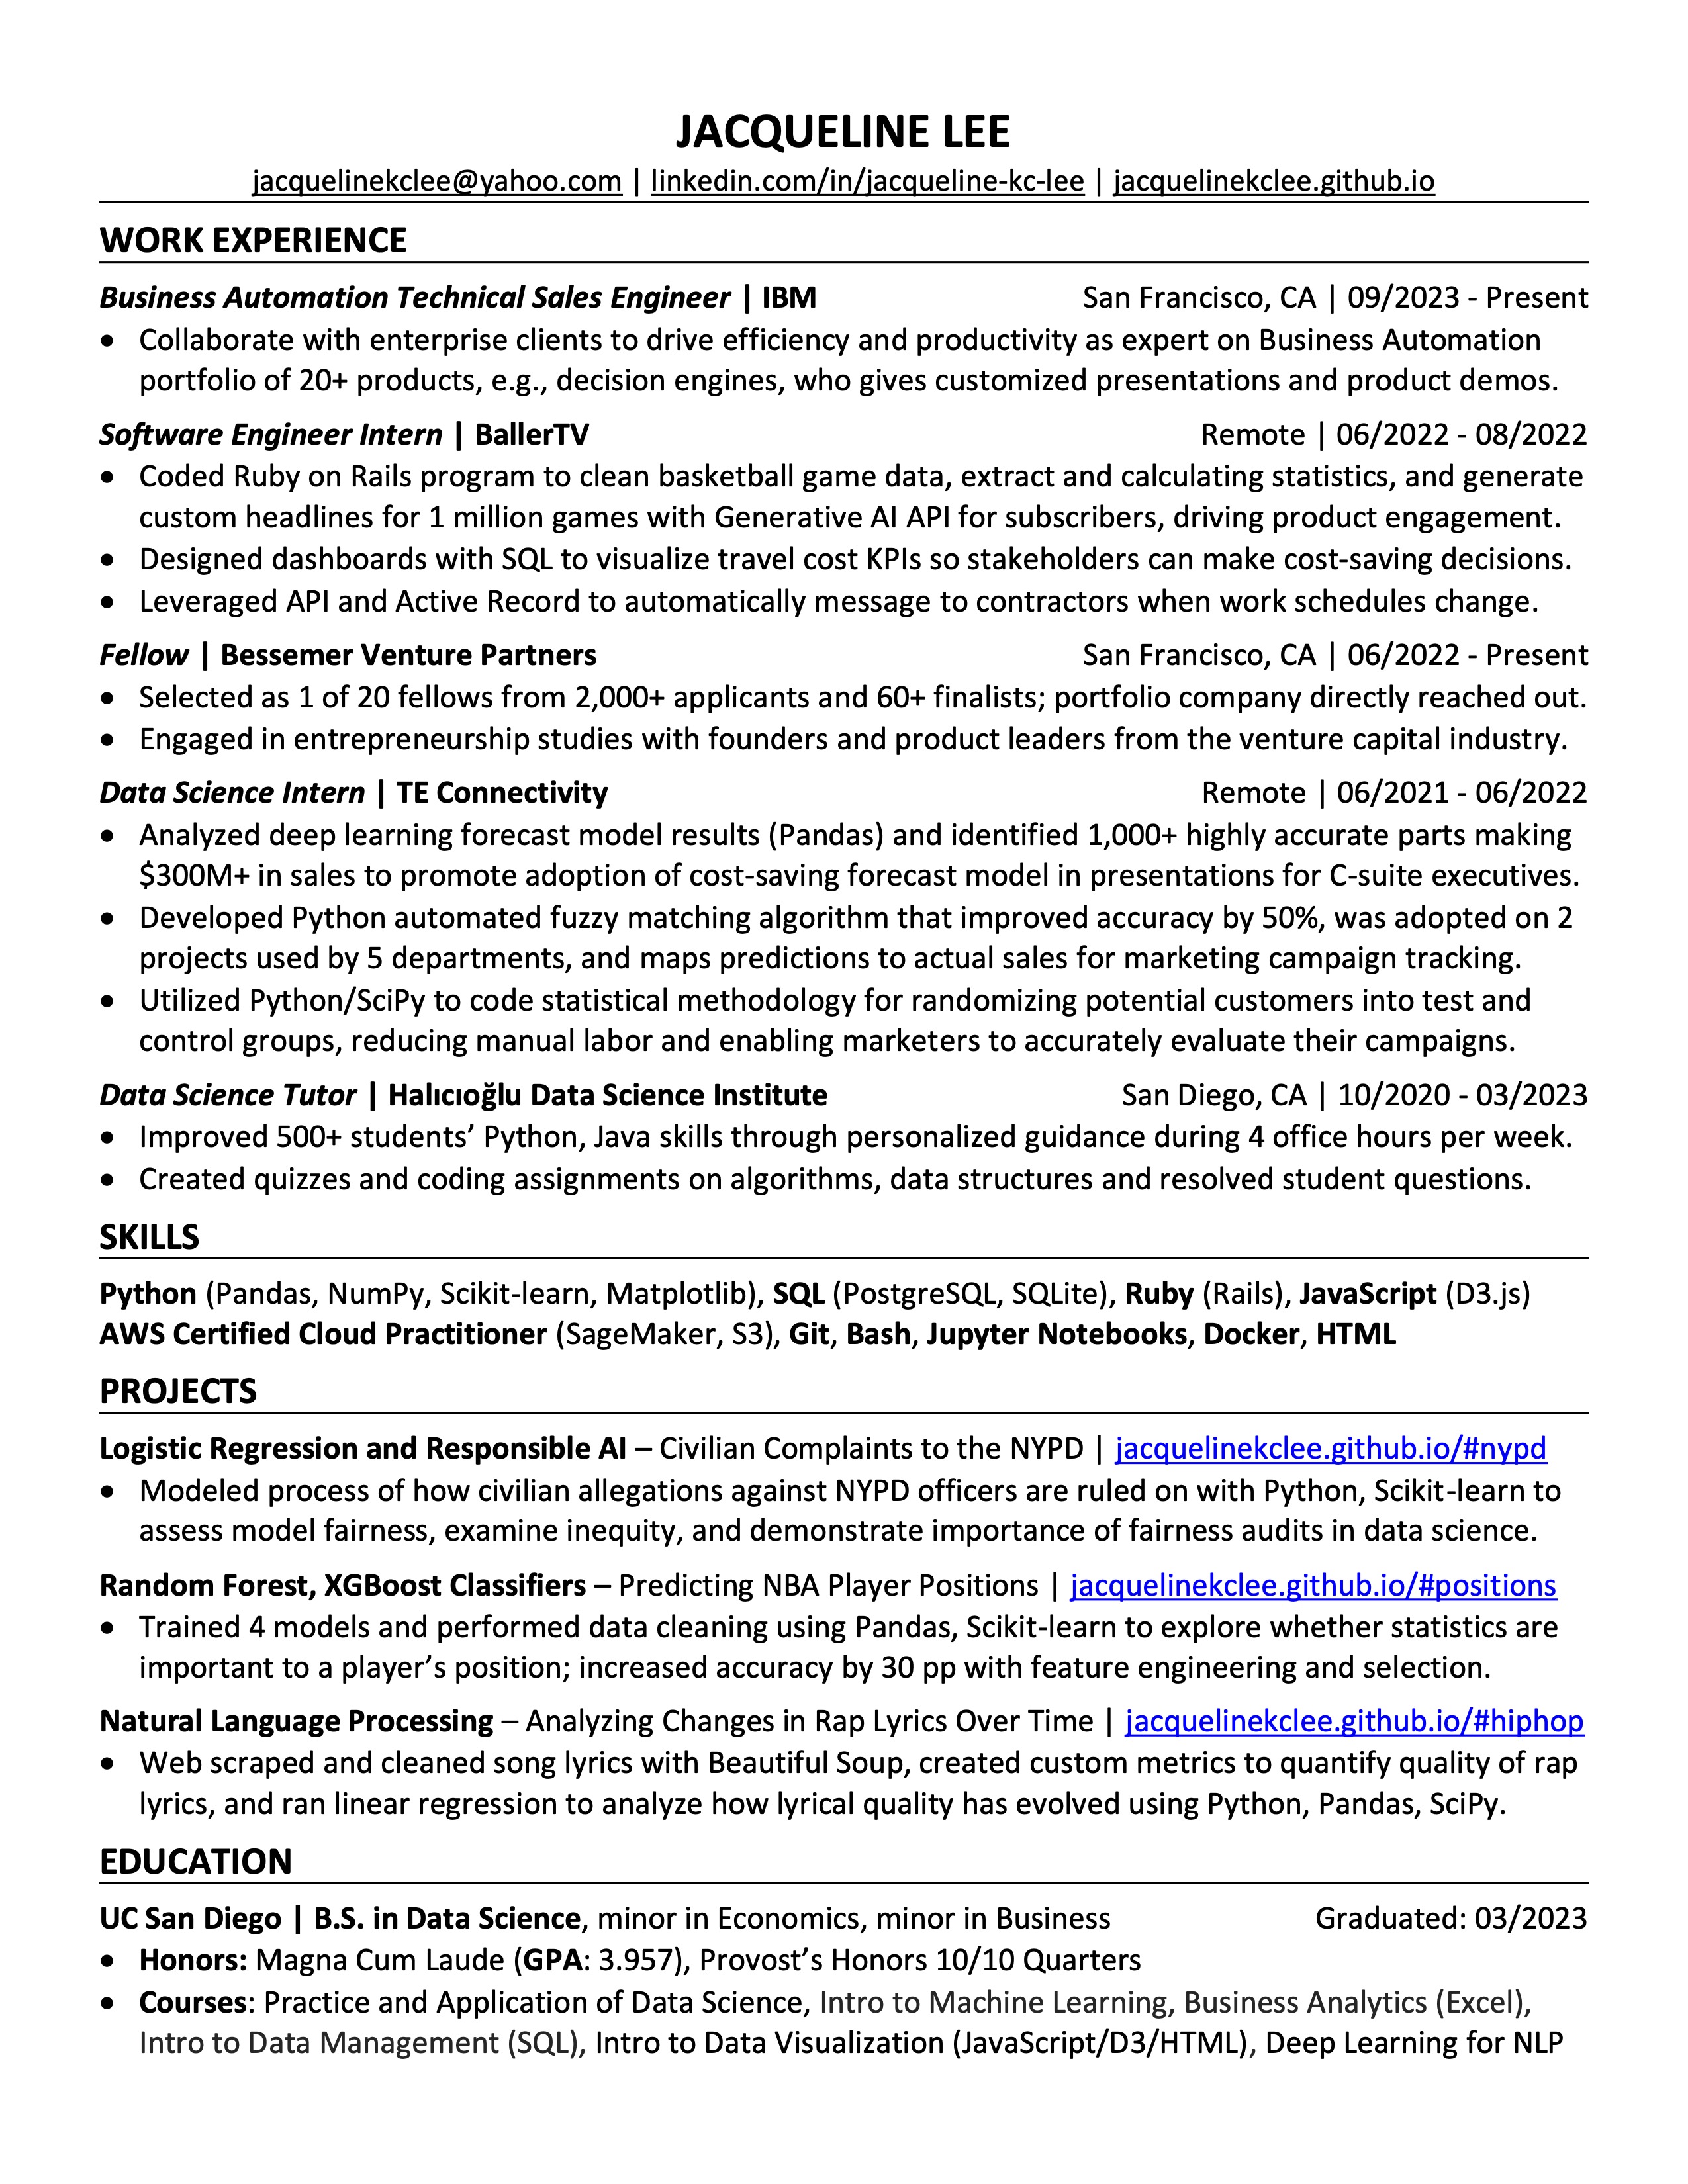 JACQUELINE LEE
jacquelinekclee@yahoo.com | linkedin.com/in/jacqueline-kc-lee | jacquelinekclee.github.io
WORK EXPERIENCE
Business Automation Technical Sales Engineer | IBM San Francisco, CA | 09/2023 - Present
• Collaborate with enterprise clients to drive efficiency and productivity as expert on Business Automation
portfolio of 20+ products, e.g., decision engines, who gives customized presentations and product demos.
Software Engineer Intern | BallerTV Remote | 06/2022 - 08/2022
• Coded Ruby on Rails program to clean basketball game data, extract and calculating statistics, and generate
custom headlines for 1 million games with Generative AI API for subscribers, driving product engagement.
• Designed dashboards with SQL to visualize travel cost KPIs so stakeholders can make cost-saving decisions.
• Leveraged API and Active Record to automatically message to contractors when work schedules change.
Fellow | Bessemer Venture Partners San Francisco, CA | 06/2022 - Present
• Selected as 1 of 20 fellows from 2,000+ applicants and 60+ finalists; portfolio company directly reached out.
• Engaged in entrepreneurship studies with founders and product leaders from the venture capital industry.
Data Science Intern | TE Connectivity Remote | 06/2021 - 06/2022
• Analyzed deep learning forecast model results (Pandas) and identified 1,000+ highly accurate parts making
$300M+ in sales to promote adoption of cost-saving forecast model in presentations for C-suite executives.
• Developed Python automated fuzzy matching algorithm that improved accuracy by 50%, was adopted on 2
projects used by 5 departments, and maps predictions to actual sales for marketing campaign tracking.
• Utilized Python/SciPy to code statistical methodology for randomizing potential customers into test and
control groups, reducing manual labor and enabling marketers to accurately evaluate their campaigns.
Data Science Tutor | Halıcıoğlu Data Science Institute San Diego, CA | 10/2020 - 03/2023
• Improved 500+ students’ Python, Java skills through personalized guidance during 4 office hours per week.
• Created quizzes and coding assignments on algorithms, data structures and resolved student questions.
SKILLS
Python (Pandas, NumPy, Scikit-learn, Matplotlib), SQL (PostgreSQL, SQLite), Ruby (Rails), JavaScript (D3.js)
AWS Certified Cloud Practitioner (SageMaker, S3), Git, Bash, Jupyter Notebooks, Docker, HTML
PROJECTS
Logistic Regression and Responsible AI – Civilian Complaints to the NYPD | jacquelinekclee.github.io/#nypd
• Modeled process of how civilian allegations against NYPD officers are ruled on with Python, Scikit-learn to
assess model fairness, examine inequity, and demonstrate importance of fairness audits in data science.
Random Forest, XGBoost Classifiers – Predicting NBA Player Positions | jacquelinekclee.github.io/#positions
• Trained 4 models and performed data cleaning using Pandas, Scikit-learn to explore whether statistics are
important to a player’s position; increased accuracy by 30 pp with feature engineering and selection.
Natural Language Processing – Analyzing Changes in Rap Lyrics Over Time | jacquelinekclee.github.io/#hiphop
• Web scraped and cleaned song lyrics with Beautiful Soup, created custom metrics to quantify quality of rap
lyrics, and ran linear regression to analyze how lyrical quality has evolved using Python, Pandas, SciPy.
EDUCATION
UC San Diego | B.S. in Data Science, minor in Economics, minor in Business Graduated: 03/2023
• Honors: Magna Cum Laude (GPA: 3.957), Provost’s Honors 10/10 Quarters
• Courses: Practice and Application of Data Science, Intro to Machine Learning, Business Analytics (Excel),
Intro to Data Management (SQL), Intro to Data Visualization (JavaScript/D3/HTML), Deep Learning for NLP